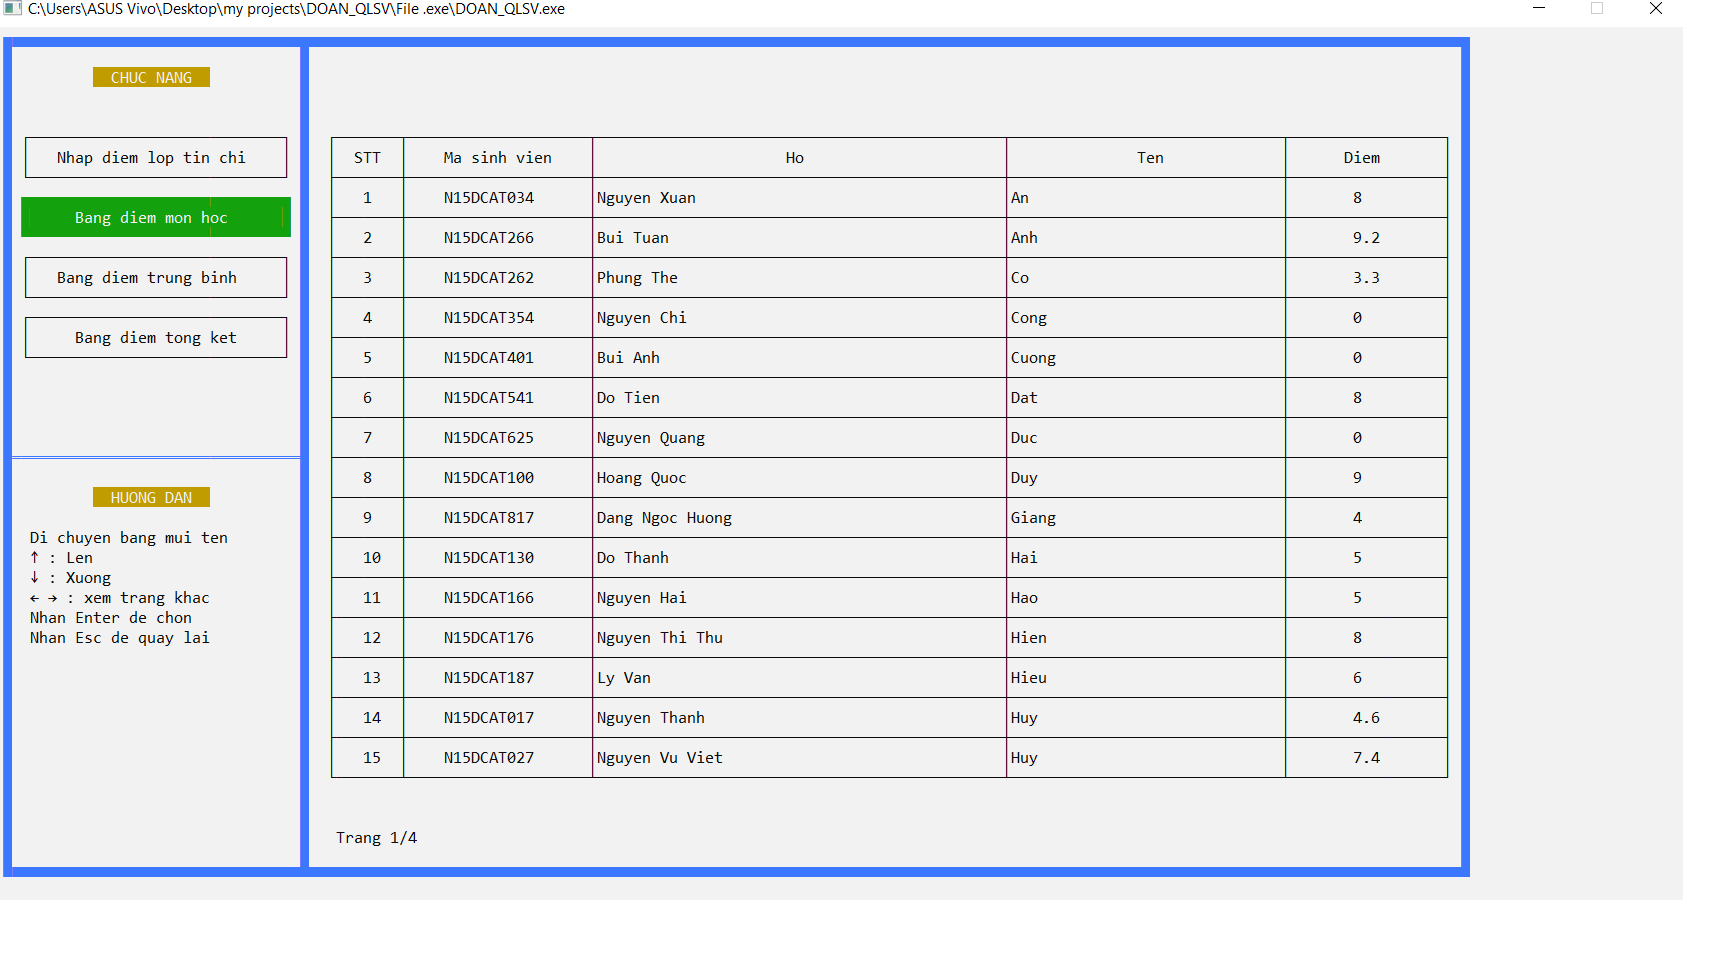 C:\Users\ASUS Vivo\Desktop\my projects\DOAN_QLSV\File .exe\DOAN_QLSV.exe
CHUC NANG
Nhap diem lop tin chi
Bang diem mon hoc
Bang diem trung binh
Bang diem tong ket
HUONG DAN
Di chuyen bang mui ten
↑ : Len
↓ : Xuong
← → : xem trang khac
Nhan Enter de chon
Nhan Esc de quay lai
STT Ma sinh vien Ho Ten Diem
1 N15DCAT034 Nguyen Xuan An 8
2 N15DCAT266 Bui Tuan Anh 9.2
3 N15DCAT262 Phung The Co 3.3
4 N15DCAT354 Nguyen Chi Cong 0
5 N15DCAT401 Bui Anh Cuong 0
6 N15DCAT541 Do Tien Dat 8
7 N15DCAT625 Nguyen Quang Duc 0
8 N15DCAT100 Hoang Quoc Duy 9
9 N15DCAT817 Dang Ngoc Huong Giang 4
10 N15DCAT130 Do Thanh Hai 5
11 N15DCAT166 Nguyen Hai Hao 5
12 N15DCAT176 Nguyen Thi Thu Hien 8
13 N15DCAT187 Ly Van Hieu 6
14 N15DCAT017 Nguyen Thanh Huy 4.6
15 N15DCAT027 Nguyen Vu Viet Huy 7.4
Trang 1/4